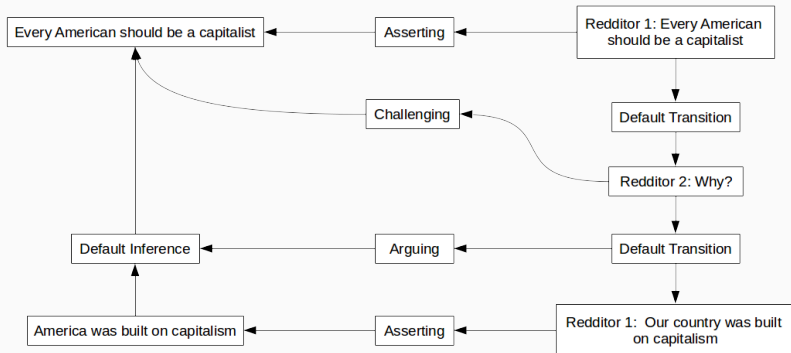 Every American should be a capitalist
Asserting
Redditor 1: Every American
should be a capitalist
Challenging
Default Transition
Redditor 2: Why?
Default Inference
Arguing
Default Transition
America was built on capitalism
Asserting
Redditor 1: Our country was built
on capitalism